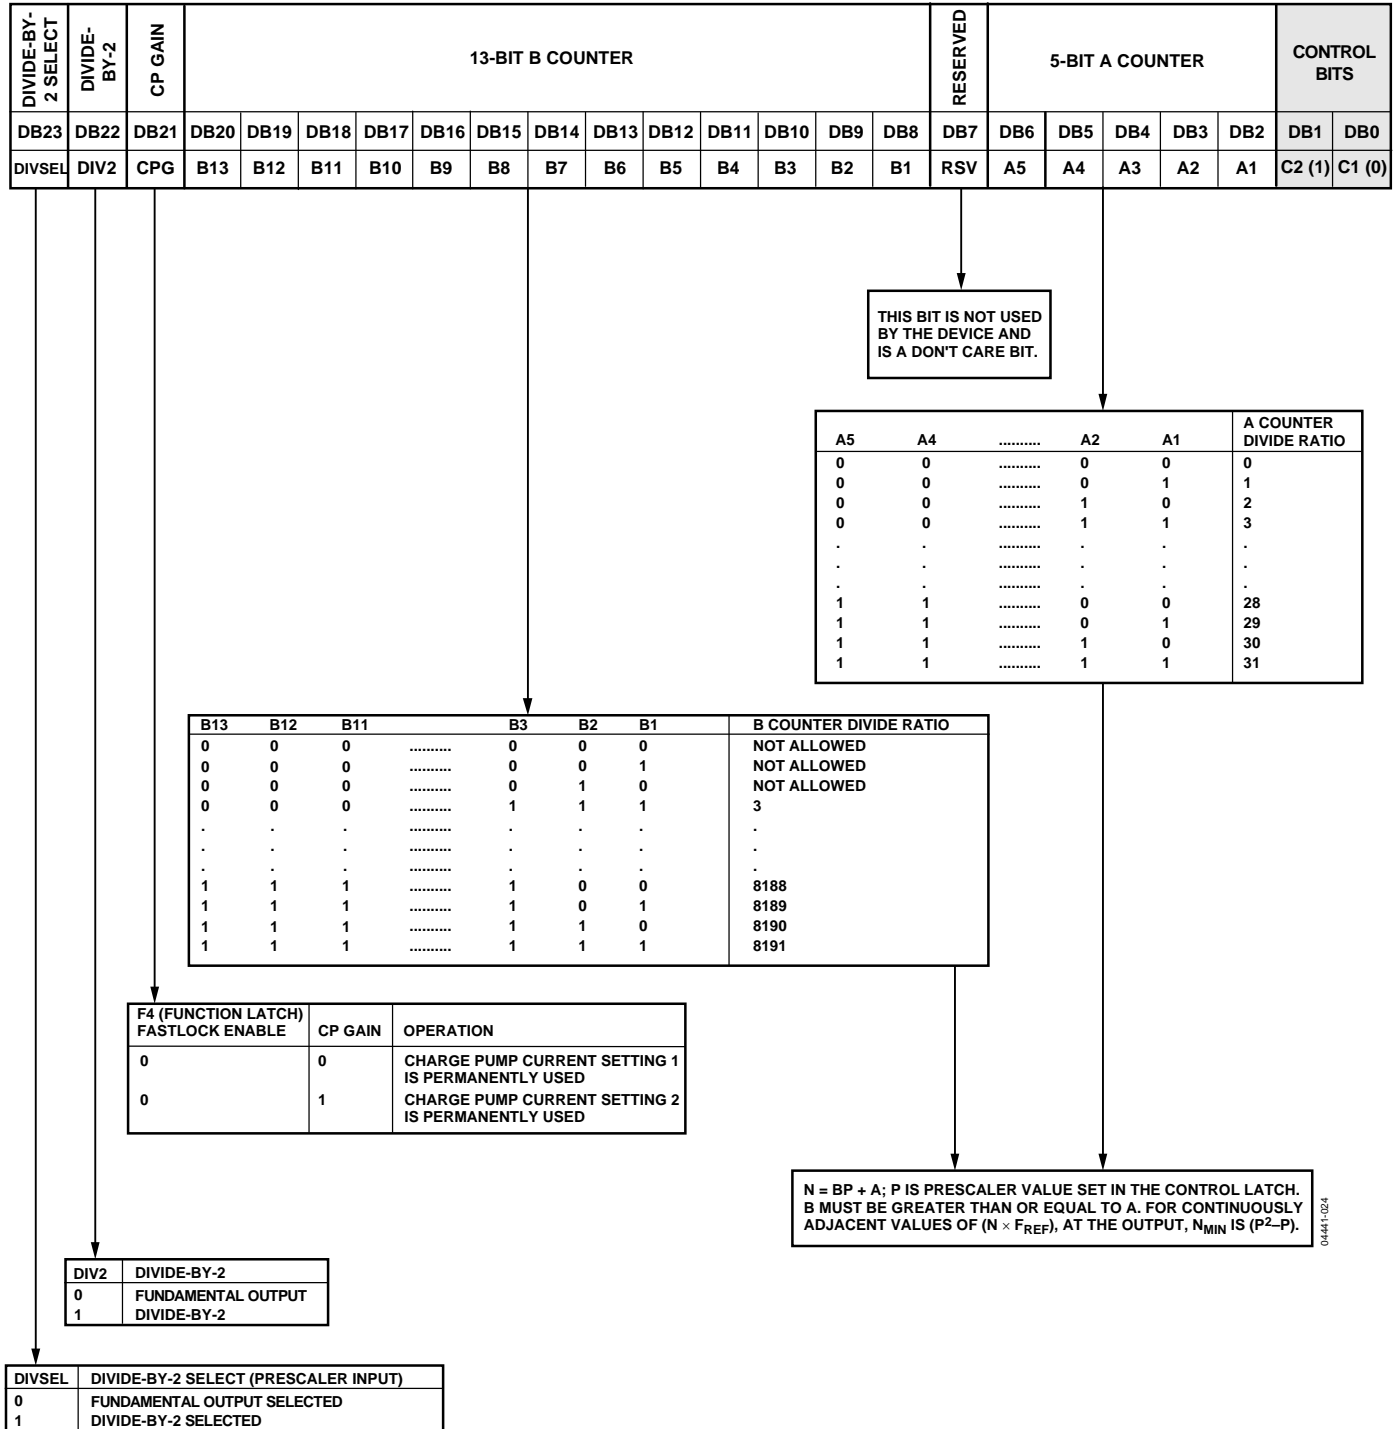 DIVIDE-BY-
2 SELECT
DIVIDE-
BY-2
CP GAIN
13-BIT B COUNTER
RESERVED
5-BIT A COUNTER
CONTROL
BITS
DB23 DB22 DB21 DB20 DB19 DB18 DB17 DB16 DB15 DB14 DB13 DB12 DB11 DB10 DB9 DB8 DB7 DB6 DB5 DB4 DB3 DB2 DB1 DB0
DIVSEL DIV2 CPG B13 B12 B11 B10 B9 B8 B7 B6 B5 B4 B3 B2 B1 RSV A5 A4 A3 A2 A1 C2 (1) C1 (0)
THIS BIT IS NOT USED
BY THE DEVICE AND
IS A DON'T CARE BIT.
A COUNTER
A5 A4 .......... A2 A1 DIVIDE RATIO
0 0 .......... 0 0 0
0 0 .......... 0 1 1
0 0 .......... 1 0 2
0 0 .......... 1 1 3
. . .......... . . .
. . .......... . . .
. . .......... . . .
1 1 .......... 0 0 28
1 1 .......... 0 1 29
1 1 .......... 1 0 30
1 1 .......... 1 1 31
B13 B12 B11 B3 B2 B1 B COUNTER DIVIDE RATIO
0 0 0 .......... 0 0 0 NOT ALLOWED
0 0 0 .......... 0 0 1 NOT ALLOWED
0 0 0 .......... 0 1 0 NOT ALLOWED
0 0 0 .......... 1 1 1 3
. . . .......... . . . .
. . . .......... . . . .
. . . .......... . . . .
1 1 1 .......... 1 0 0 8188
1 1 1 .......... 1 0 1 8189
1 1 1 .......... 1 1 0 8190
1 1 1 .......... 1 1 1 8191
F4 (FUNCTION LATCH)
FASTLOCK ENABLE CP GAIN OPERATION
0 0 CHARGE PUMP CURRENT SETTING 1
IS PERMANENTLY USED
0 1 CHARGE PUMP CURRENT SETTING 2
IS PERMANENTLY USED
N = BP + A; P IS PRESCALER VALUE SET IN THE CONTROL LATCH.
B MUST BE GREATER THAN OR EQUAL TO A. FOR CONTINUOUSLY
ADJACENT VALUES OF (N × FREF), AT THE OUTPUT, NMIN IS (P²–P).
04441-024
DIV2 DIVIDE-BY-2
0 FUNDAMENTAL OUTPUT
1 DIVIDE-BY-2
DIVSEL DIVIDE-BY-2 SELECT (PRESCALER INPUT)
0 FUNDAMENTAL OUTPUT SELECTED
1 DIVIDE-BY-2 SELECTED